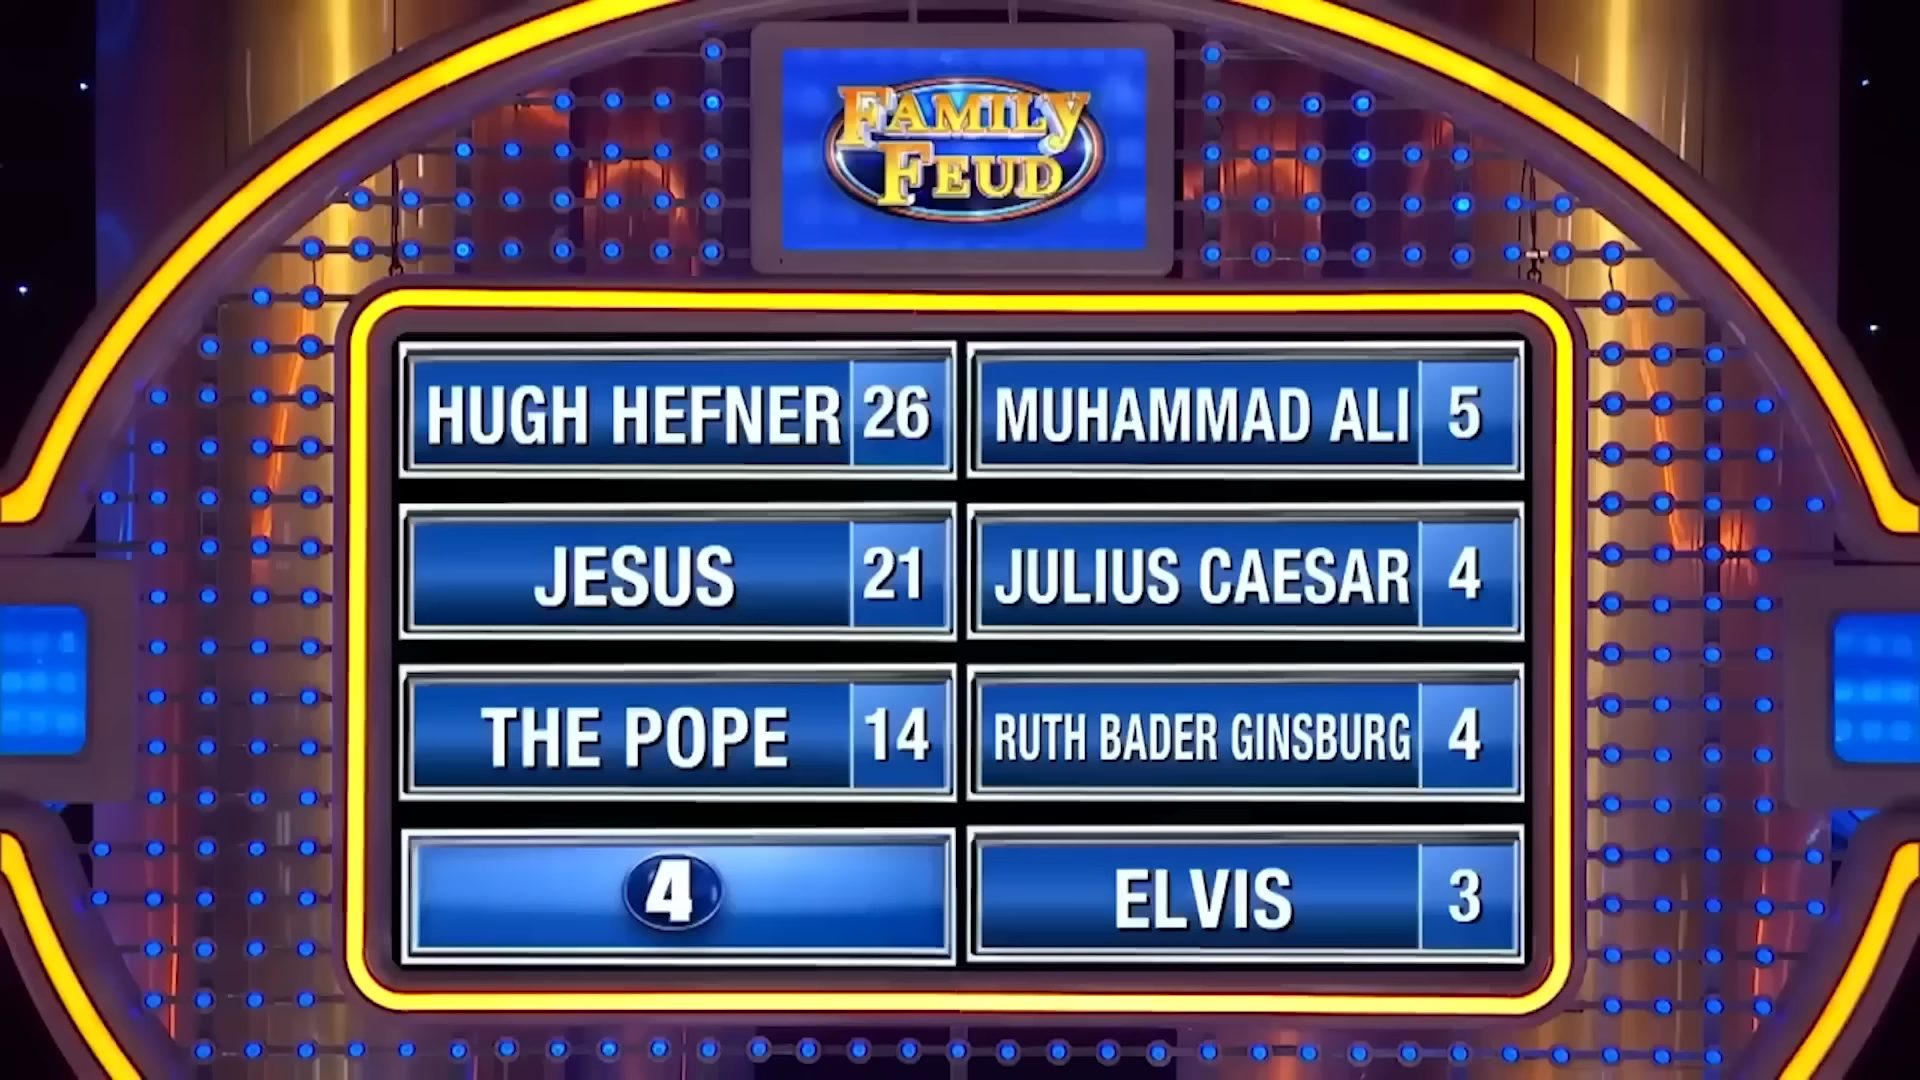 FAMILY
FEUD
HUGH HEFNER 26
JESUS 21
THE POPE 14
4
MUHAMMAD ALI 5
JULIUS CAESAR 4
RUTH BADER GINSBURG 4
ELVIS 3